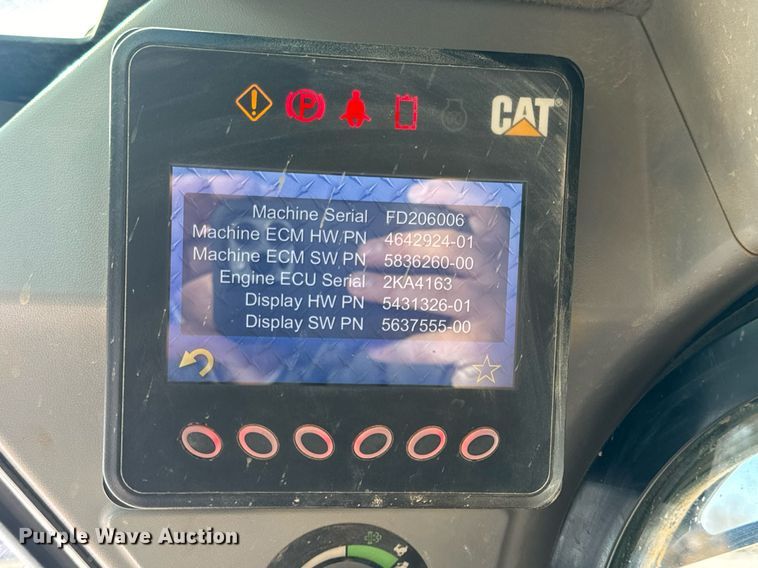 P
CAT®
Machine Serial FD206006
Machine ECM HW PN 4642924-01
Machine ECM SW PN 5836260-00
Engine ECU Serial 2KA4163
Display HW PN 5431326-01
Display SW PN 5637555-00
Purple Wave Auction